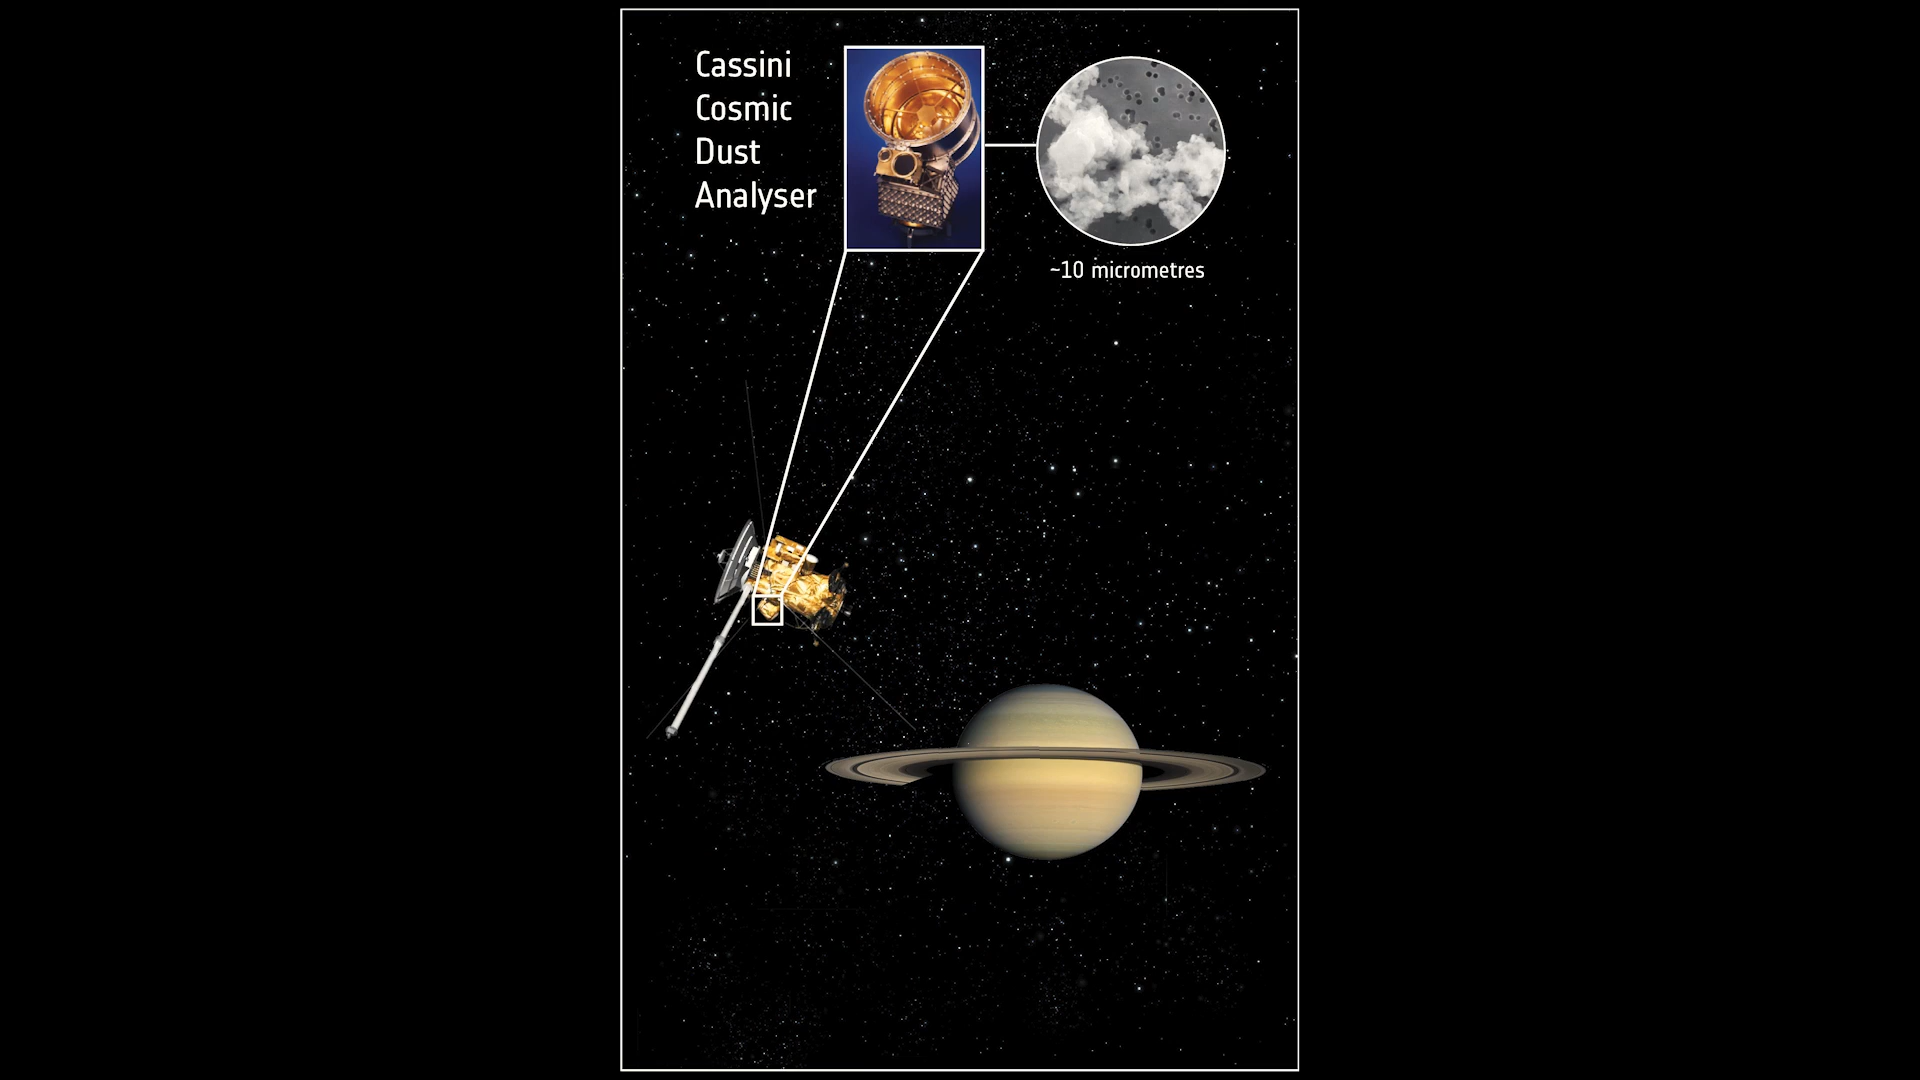 Cassini
Cosmic
Dust
Analyser
~10 micrometres